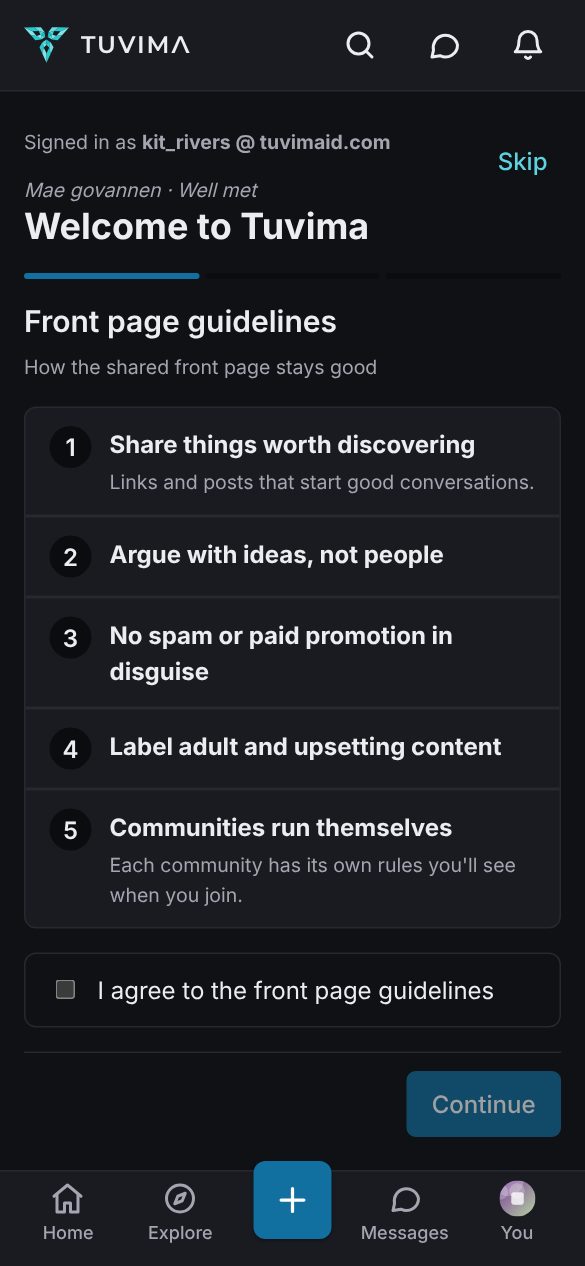 TUVIMA
Signed in as kit_rivers @ tuvimaid.com
Skip
Mae govannen · Well met
Welcome to Tuvima
Front page guidelines
How the shared front page stays good
1
Share things worth discovering
Links and posts that start good conversations.
2
Argue with ideas, not people
3
No spam or paid promotion in
disguise
4
Label adult and upsetting content
5
Communities run themselves
Each community has its own rules you'll see
when you join.
I agree to the front page guidelines
Continue
Home
Explore
Messages
You